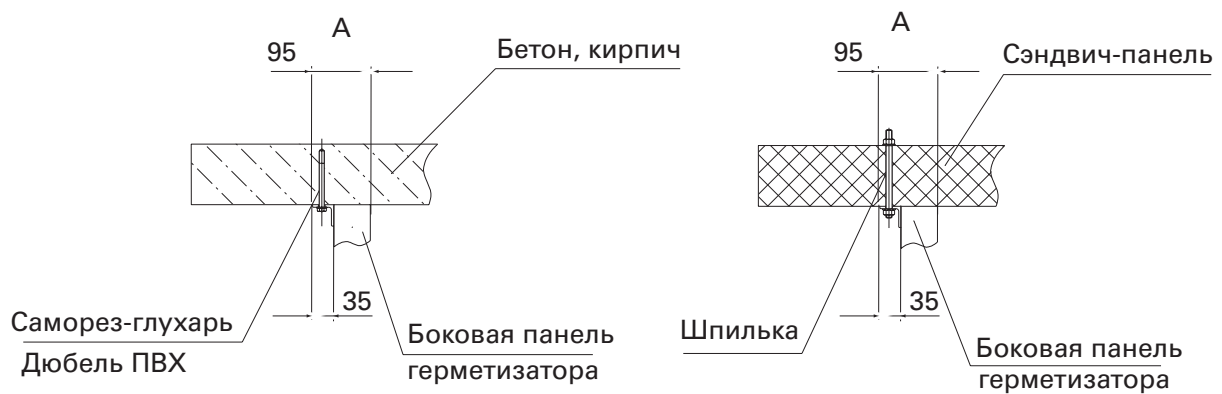 А
95
Бетон, кирпич
35
Саморез-глухарь
Дюбель ПВХ
Боковая панель
герметизатора
А
95
Сэндвич-панель
35
Шпилька
Боковая панель
герметизатора